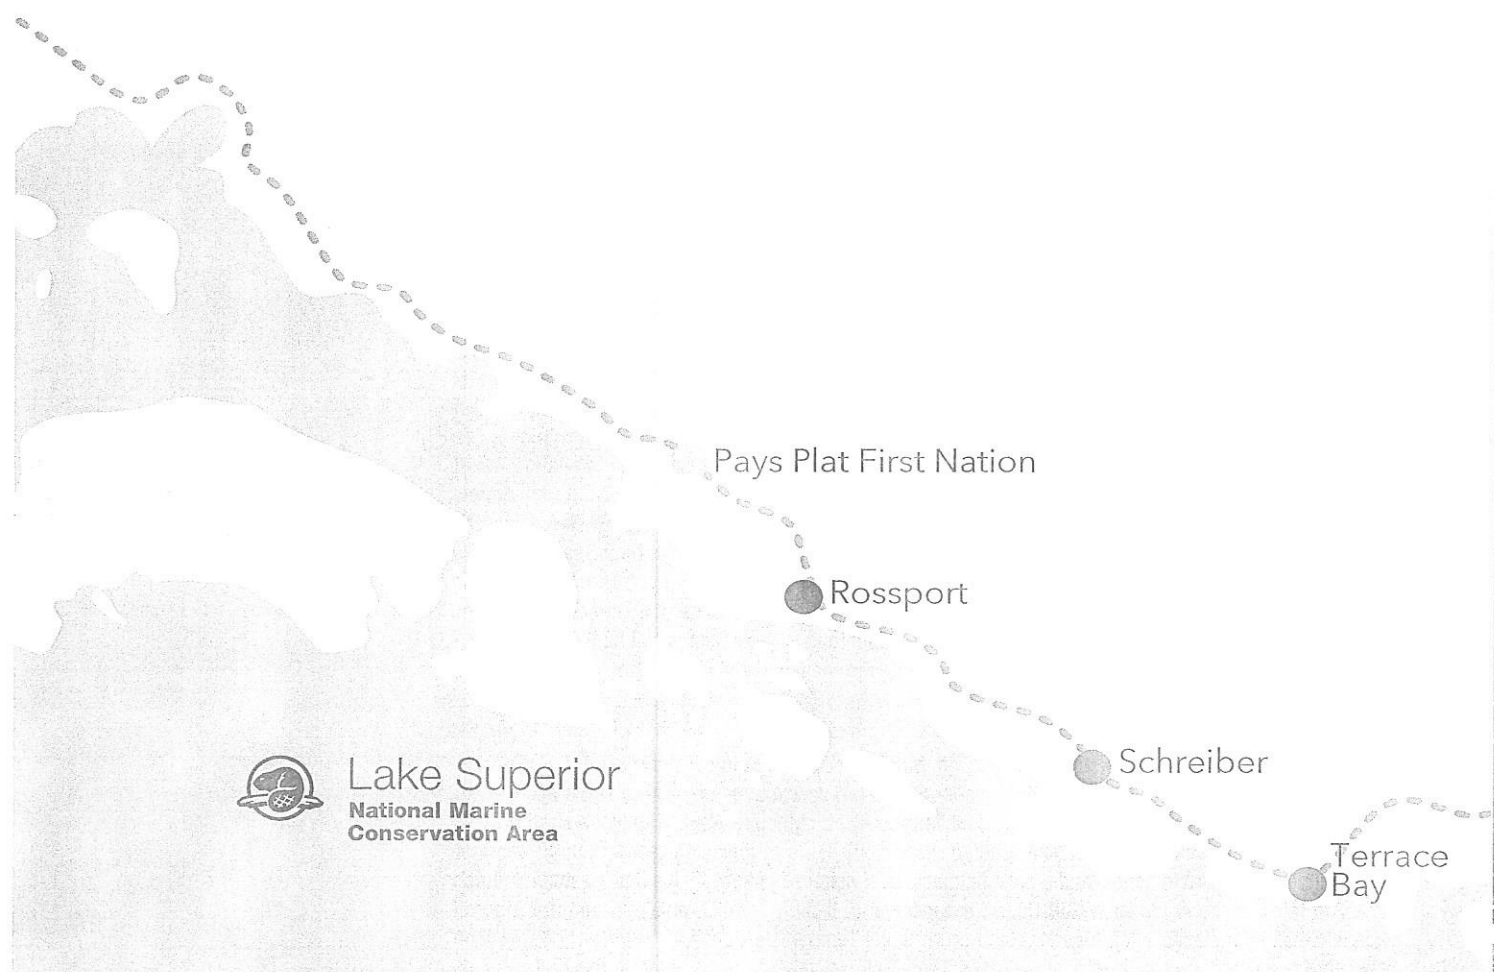 Pays Plat First Nation
Rossport
Schreiber
Lake Superior
National Marine
Conservation Area
Terrace
Bay